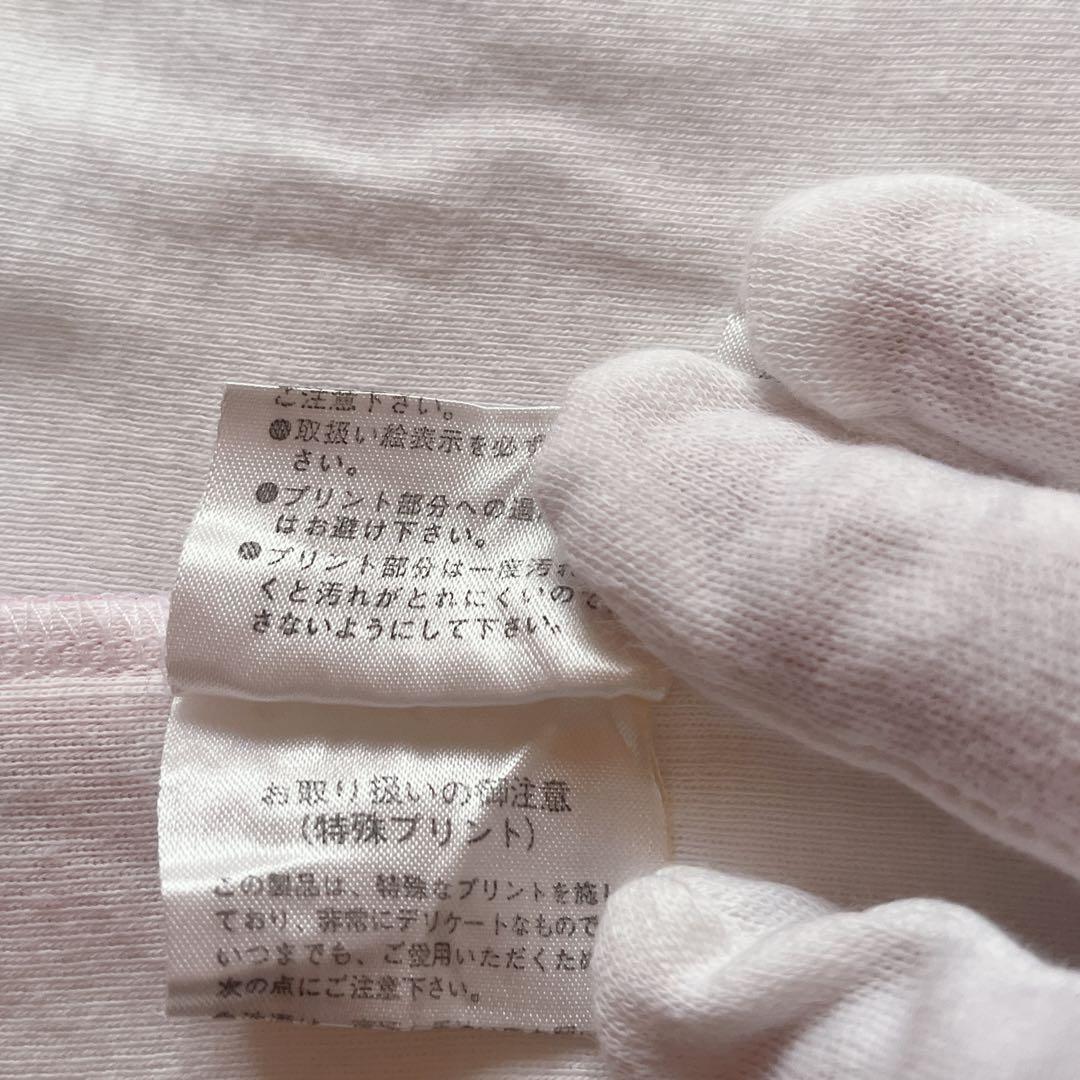 ご注意下さい。
●取扱い絵表示を必ず
さい。
●プリント部分への過
はお避け下さい。
●プリント部分は一度汚れ
くと汚れがとれにくいので
さないようにして下さい。
お取り扱いの御注意
(特殊プリント)
この製品は、特殊なプリントを施し
ており、非常にデリケートなもので
いつまでも、ご愛用いただくため
次の点にご注意下さい。